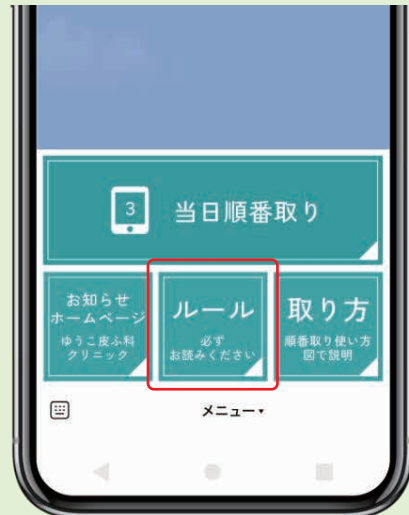 3
当日順番取り
お知らせ
ホームページ
ゆうこ皮ふ科
クリニック
ルール
必ず
お読みください
取り方
順番取り使い方
図で説明
メニュー▾